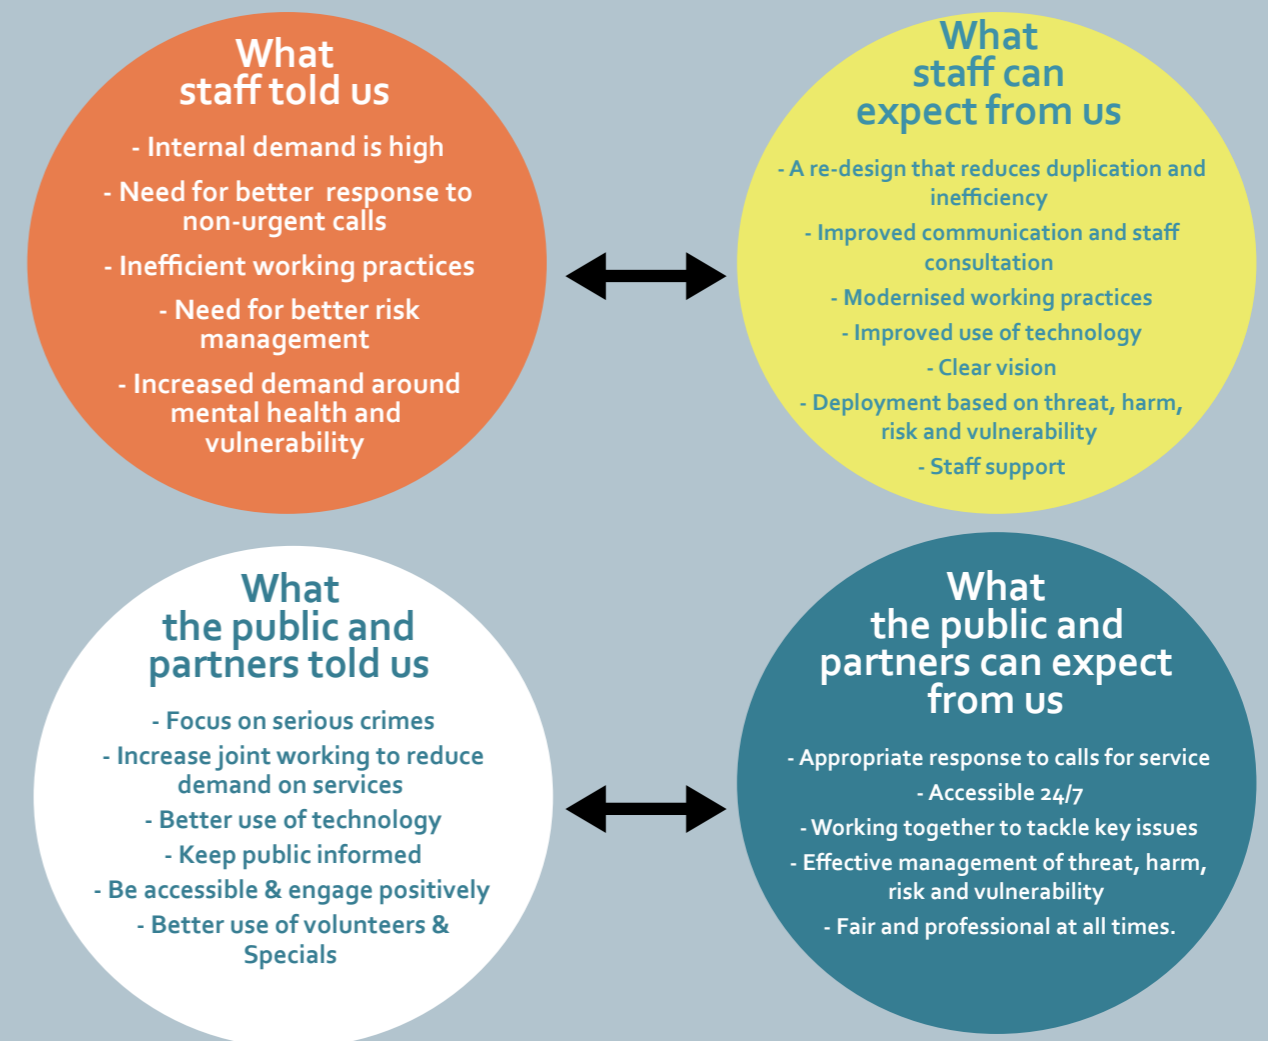 What
staff told us
- Internal demand is high
- Need for better  response to
non-urgent calls
- Inefficient working practices
- Need for better risk
management
- Increased demand around
mental health and
vulnerability
What
staff can
expect from us
- A re-design that reduces duplication and
inefficiency
- Improved communication and staff
consultation
- Modernised working practices
- Improved use of technology
- Clear vision
- Deployment based on threat, harm,
risk and vulnerability
- Staff support
What
the public and
partners told us
- Focus on serious crimes
- Increase joint working to reduce
demand on services
- Better use of technology
- Keep public informed
- Be accessible & engage positively
- Better use of volunteers &
Specials
What
the public and
partners can expect
from us
- Appropriate response to calls for service
- Accessible 24/7
- Working together to tackle key issues
- Effective management of threat, harm,
risk and vulnerability
- Fair and professional at all times.